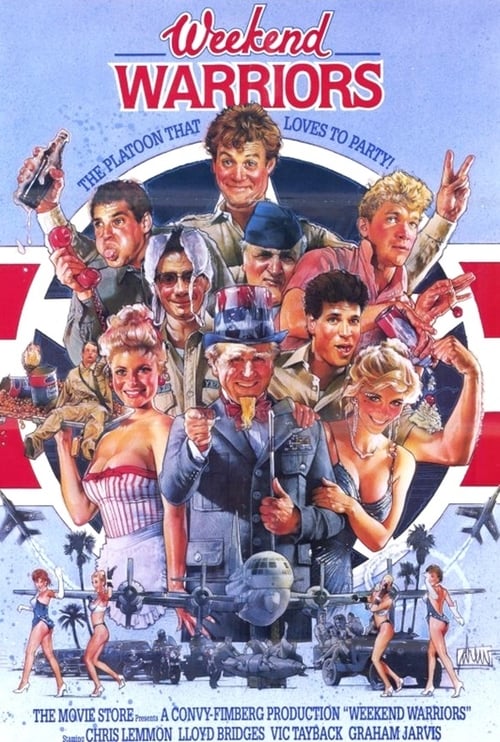 Weekend
WARRIORS
THE PLATOON THAT LOVES TO PARTY!
THE MOVIE STORE Presents A CONVY-FIMBERG PRODUCTION "WEEKEND WARRIORS"
Starring CHRIS LEMMON LLOYD BRIDGES VIC TAYBACK GRAHAM JARVIS